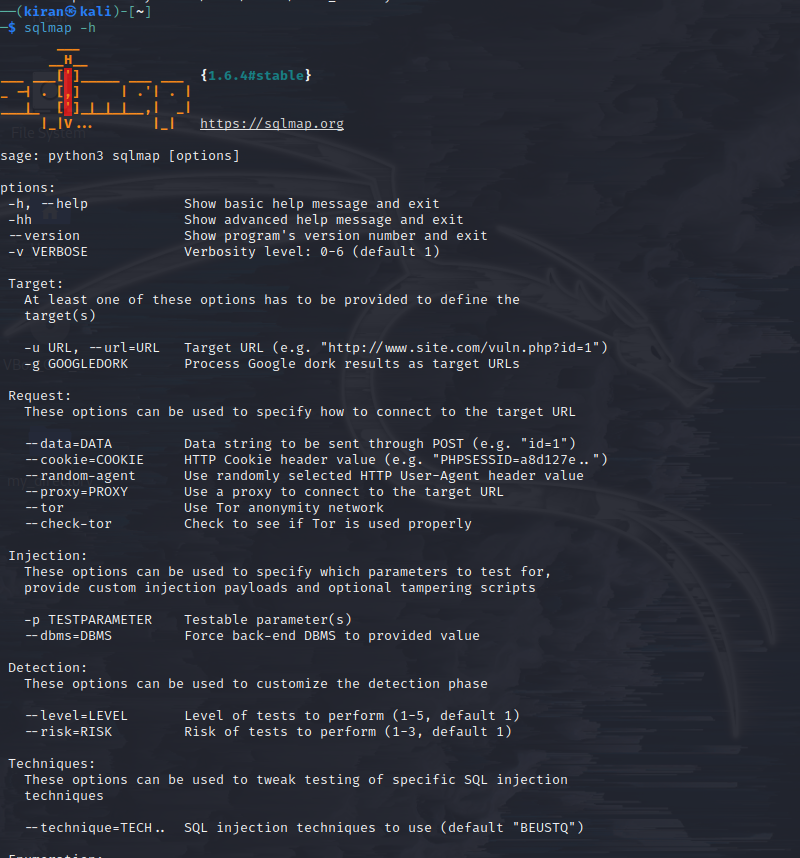 ──(kiran㉿kali)-[~]
─$ sqlmap -h
        ___
       __H__
 ___ ___[']_____ ___ ___  {1.6.4#stable}
_ -| . [,]     | .'| . |
___|_  [']_|_|_|__,|  _|
     |_|V...       |_|   https://sqlmap.org
sage: python3 sqlmap [options]
ptions:
-h, --help            Show basic help message and exit
-hh                   Show advanced help message and exit
--version             Show program's version number and exit
-v VERBOSE            Verbosity level: 0-6 (default 1)
Target:
At least one of these options has to be provided to define the
target(s)
-u URL, --url=URL   Target URL (e.g. "http://www.site.com/vuln.php?id=1")
-g GOOGLEDORK       Process Google dork results as target URLs
Request:
These options can be used to specify how to connect to the target URL
--data=DATA         Data string to be sent through POST (e.g. "id=1")
--cookie=COOKIE     HTTP Cookie header value (e.g. "PHPSESSID=a8d127e..")
--random-agent      Use randomly selected HTTP User-Agent header value
--proxy=PROXY       Use a proxy to connect to the target URL
--tor               Use Tor anonymity network
--check-tor         Check to see if Tor is used properly
Injection:
These options can be used to specify which parameters to test for,
provide custom injection payloads and optional tampering scripts
-p TESTPARAMETER    Testable parameter(s)
--dbms=DBMS         Force back-end DBMS to provided value
Detection:
These options can be used to customize the detection phase
--level=LEVEL       Level of tests to perform (1-5, default 1)
--risk=RISK         Risk of tests to perform (1-3, default 1)
Techniques:
These options can be used to tweak testing of specific SQL injection
techniques
--technique=TECH..  SQL injection techniques to use (default "BEUSTQ")